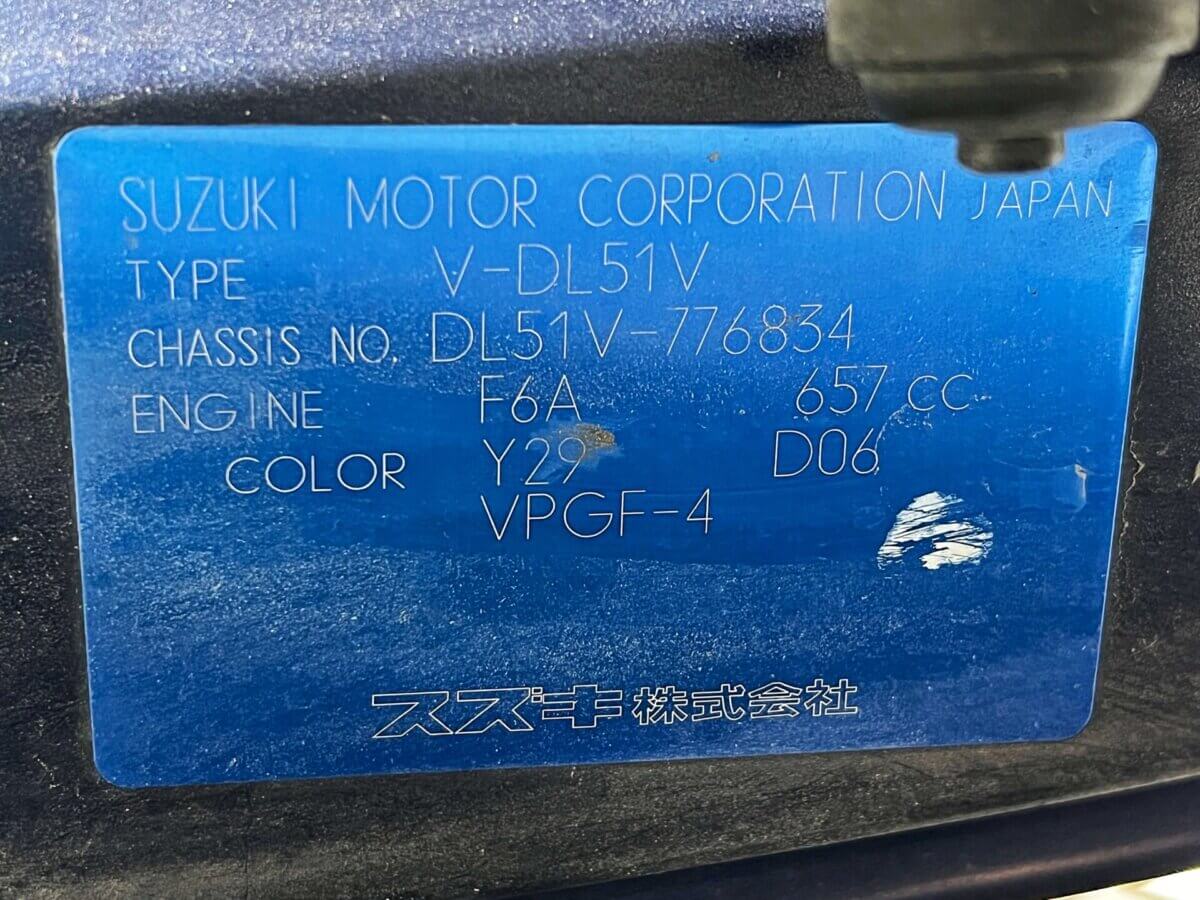 SUZUKI MOTOR CORPORATION JAPAN
TYPE V-DL51V
CHASSIS NO. DL51V-776834
ENGINE F6A 657 CC
COLOR Y29 D06
VPGF-4
スズキ株式会社